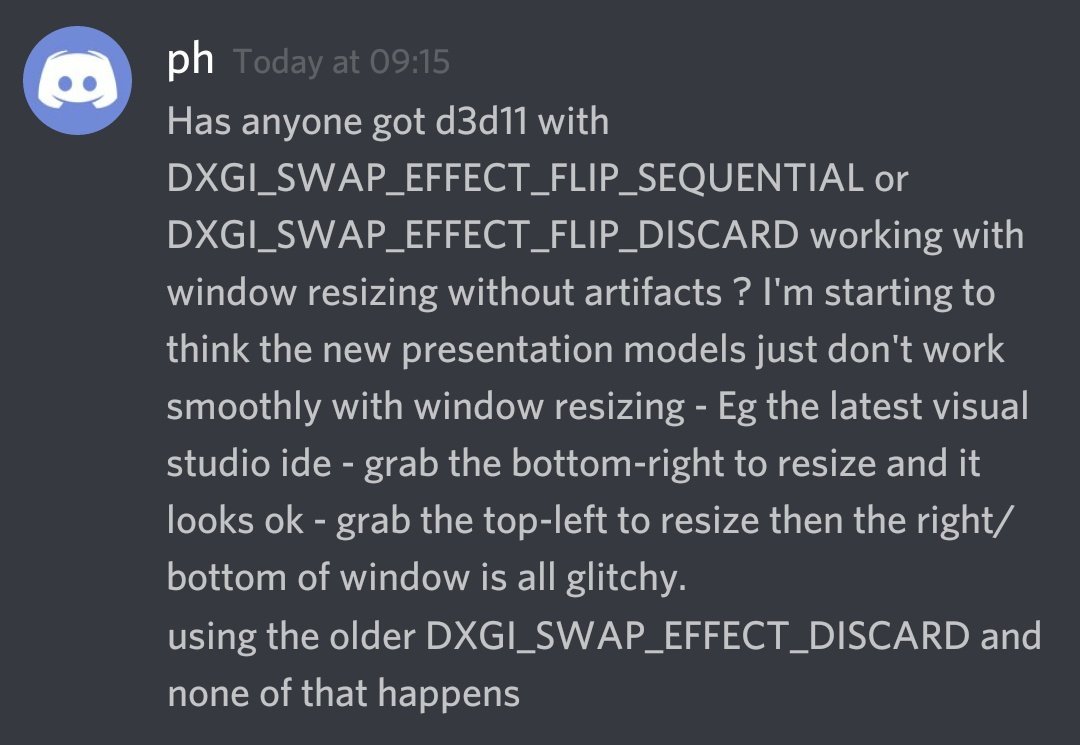 ph Today at 09:15
Has anyone got d3d11 with
DXGI_SWAP_EFFECT_FLIP_SEQUENTIAL or
DXGI_SWAP_EFFECT_FLIP_DISCARD working with
window resizing without artifacts ? I'm starting to
think the new presentation models just don't work
smoothly with window resizing - Eg the latest visual
studio ide - grab the bottom-right to resize and it
looks ok - grab the top-left to resize then the right/
bottom of window is all glitchy.
using the older DXGI_SWAP_EFFECT_DISCARD and
none of that happens